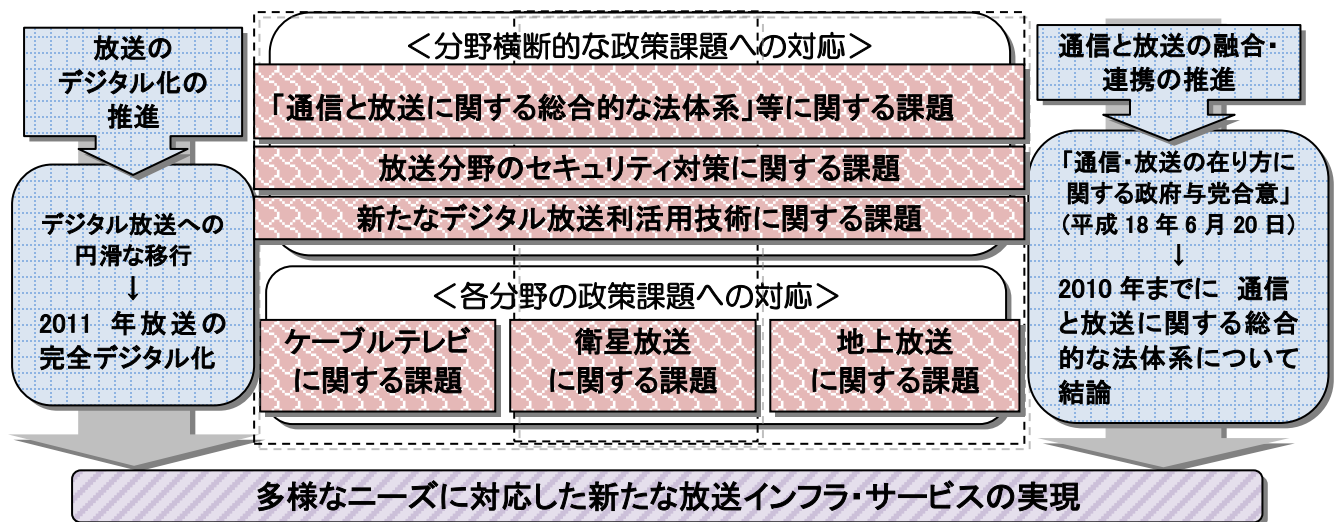 放送の
デジタル化の
推進
デジタル放送への
円滑な移行
↓
2011 年放送の
完全デジタル化
＜分野横断的な政策課題への対応＞
「通信と放送に関する総合的な法体系」等に関する課題
放送分野のセキュリティ対策に関する課題
新たなデジタル放送利活用技術に関する課題
＜各分野の政策課題への対応＞
ケーブルテレビ
に関する課題
衛星放送
に関する課題
地上放送
に関する課題
通信と放送の融合・
連携の推進
「通信・放送の在り方に
関する政府与党合意」
（平成 18 年 6 月 20 日）
↓
2010 年までに 通信
と放送に関する総合
的な法体系について
結論
多様なニーズに対応した新たな放送インフラ・サービスの実現